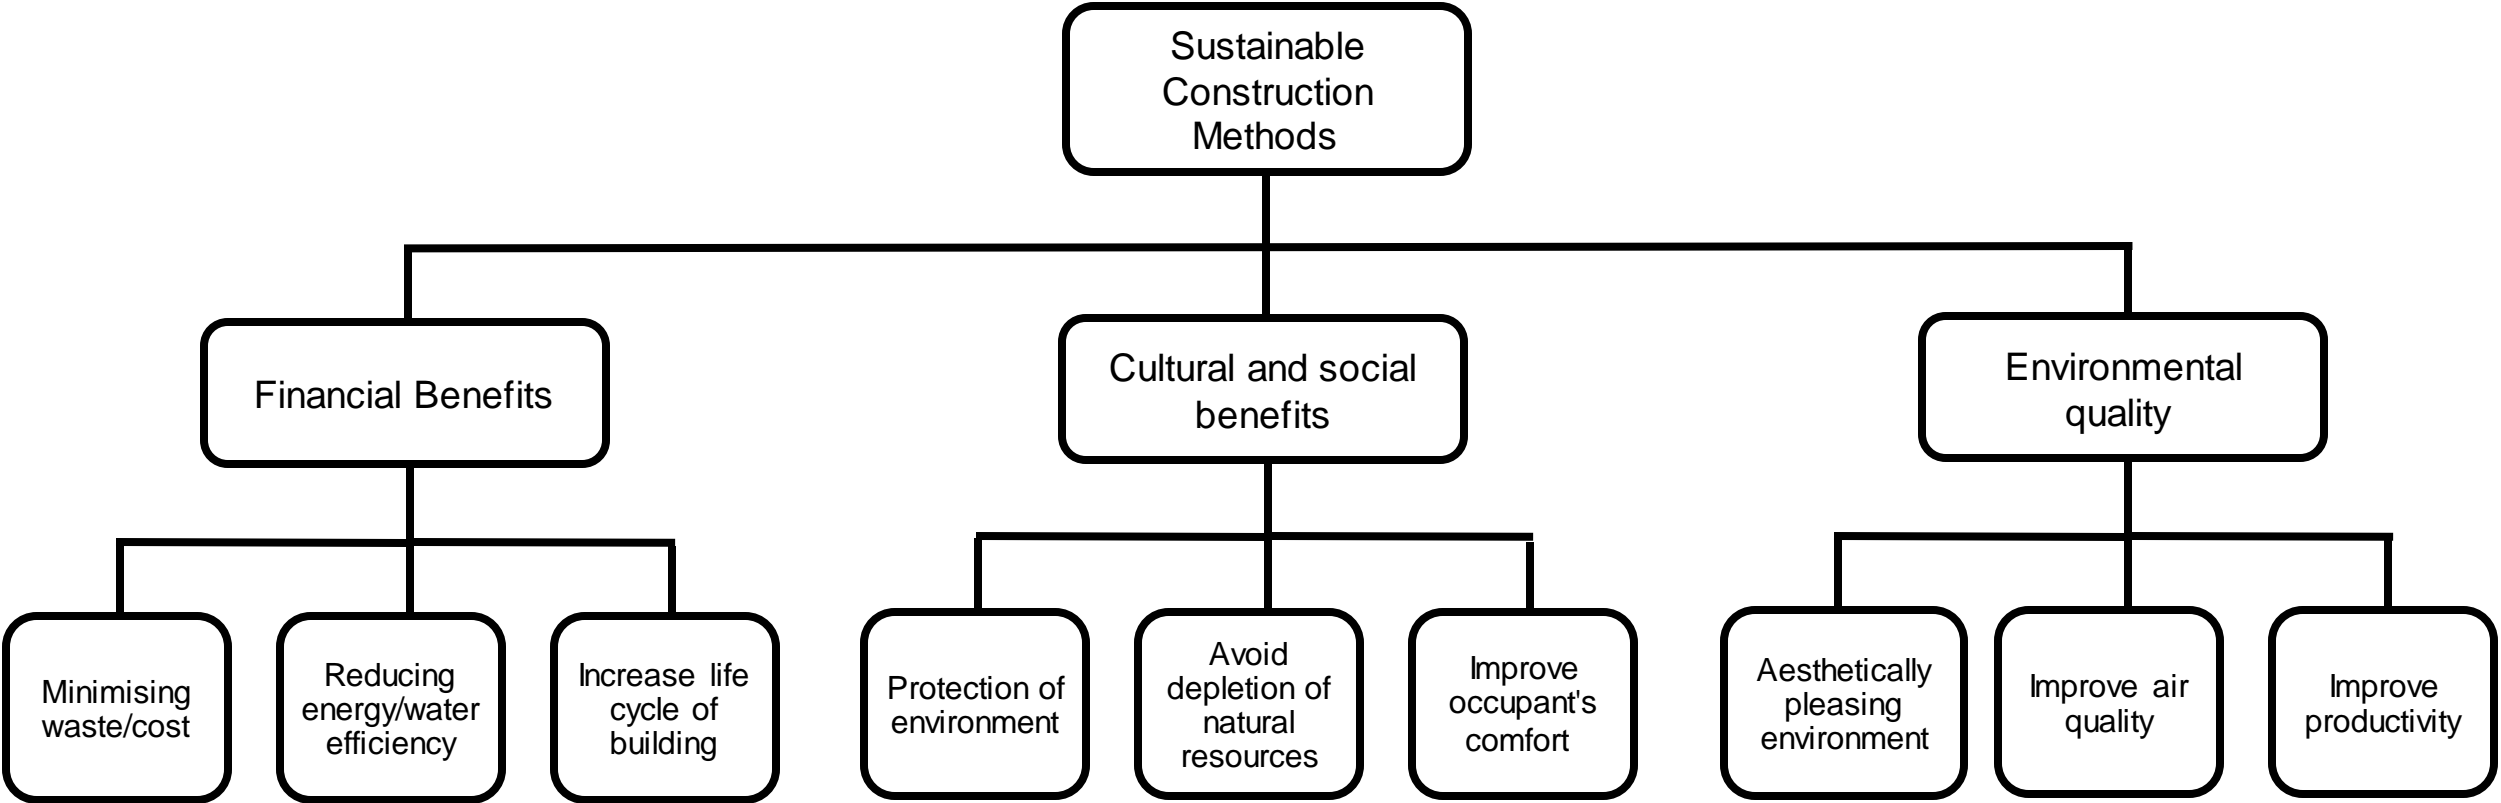 Sustainable
Construction
Methods
Financial Benefits
Cultural and social
benefits
Environmental
quality
Minimising
waste/cost
Reducing
energy/water
efficiency
Increase life
cycle of
building
Protection of
environment
Avoid
depletion of
natural
resources
Improve
occupant's
comfort
Aesthetically
pleasing
environment
Improve air
quality
Improve
productivity